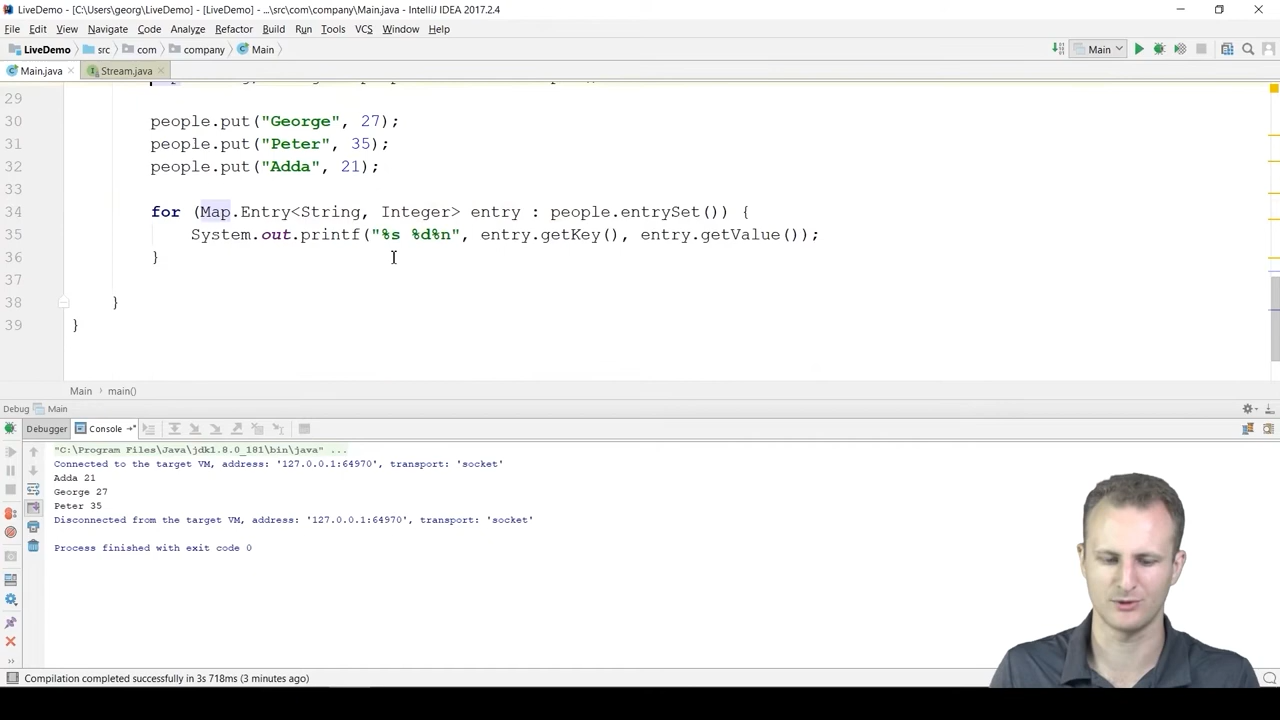 LiveDemo - [C:\Users\georg\LiveDemo] - [LiveDemo] - ...\src\com\company\Main.java - IntelliJ IDEA 2017.2.4
File Edit View Navigate Code Analyze Refactor Build Run Tools VCS Window Help
LiveDemo src com company Main Main
Main.java Stream.java
29
30 people.put("George", 27);
31 people.put("Peter", 35);
32 people.put("Adda", 21);
33
34 for (Map.Entry<String, Integer> entry : people.entrySet()) {
35 System.out.printf("%s %d%n", entry.getKey(), entry.getValue());
36 }
37
38 }
39 }
Main › main()
Debug Main
Debugger Console
"C:\Program Files\Java\jdk1.8.0_181\bin\java" ...
Connected to the target VM, address: '127.0.0.1:64970', transport: 'socket'
Adda 21
George 27
Peter 35
Disconnected from the target VM, address: '127.0.0.1:64970', transport: 'socket'
Process finished with exit code 0
Compilation completed successfully in 3s 718ms (3 minutes ago)